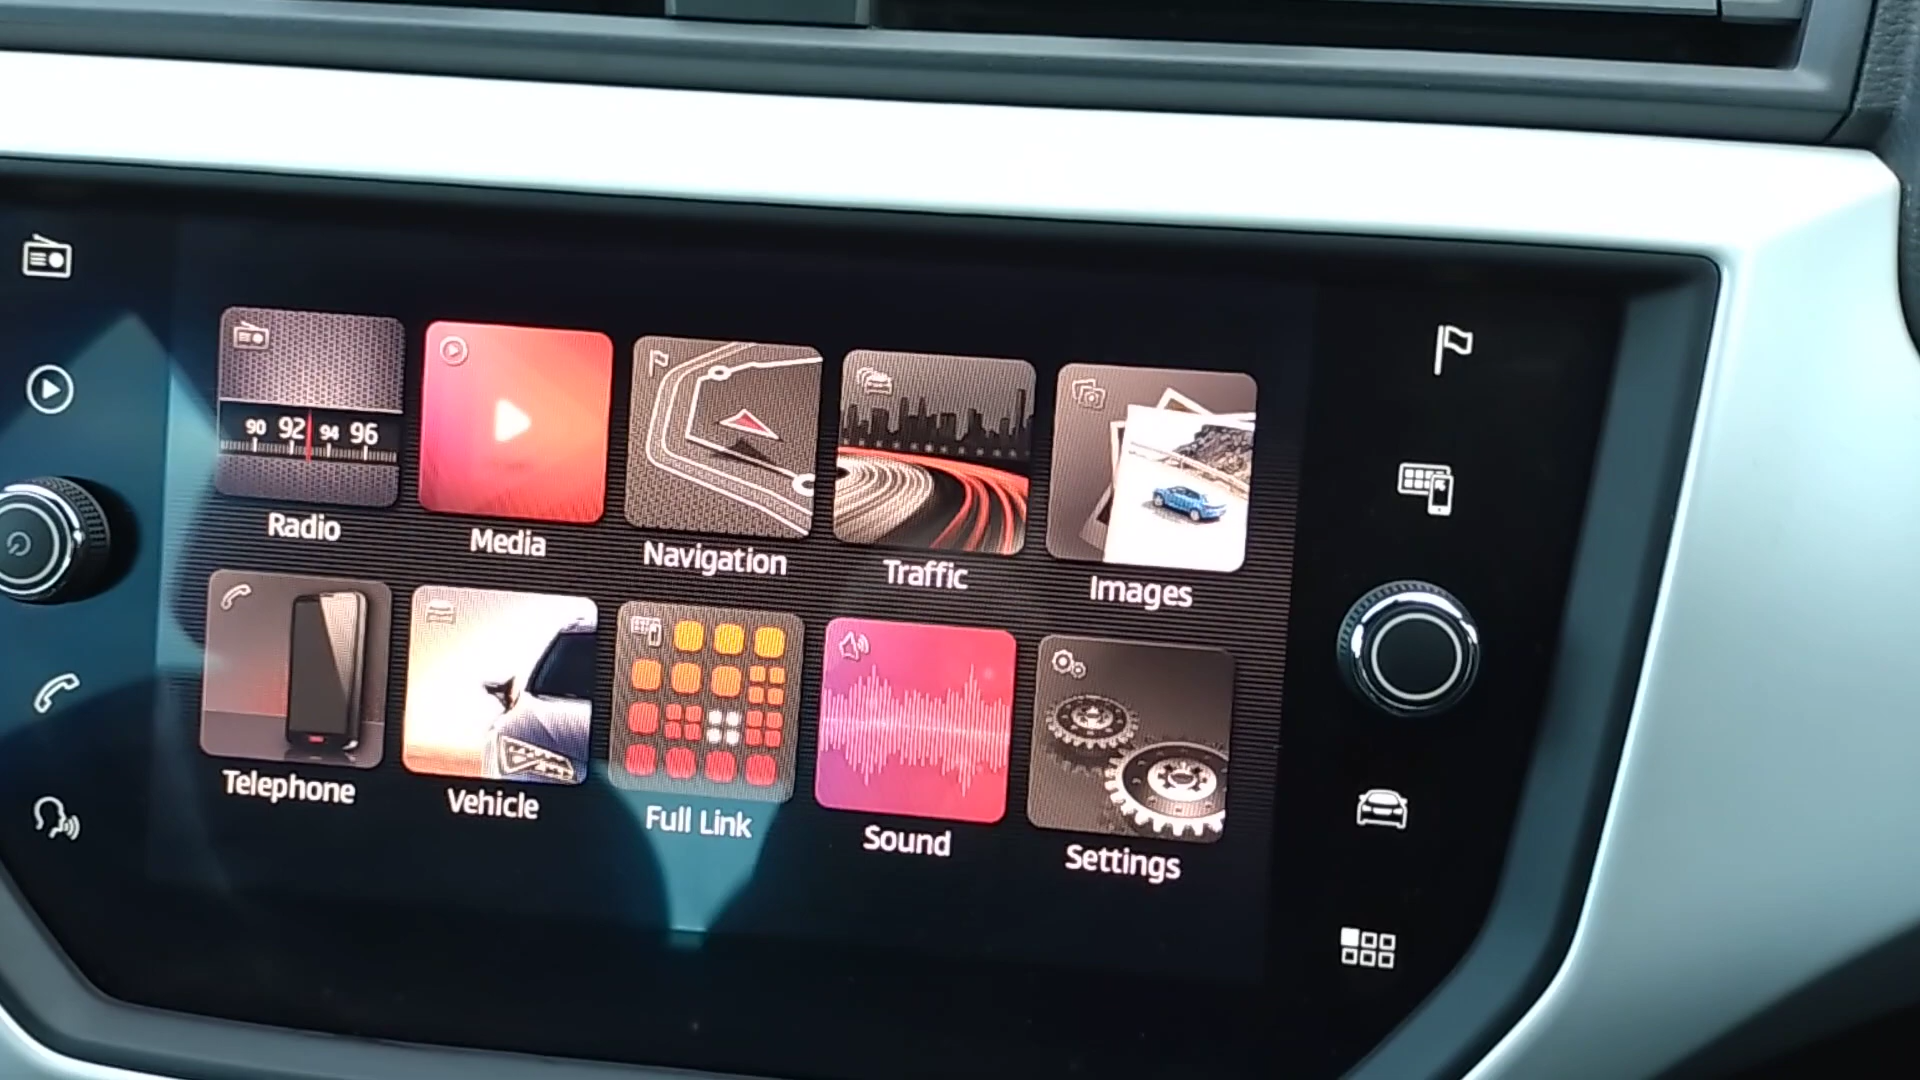 90 92 94 96
Radio
Media
Navigation
Traffic
Images
Telephone
Vehicle
Full Link
Sound
Settings